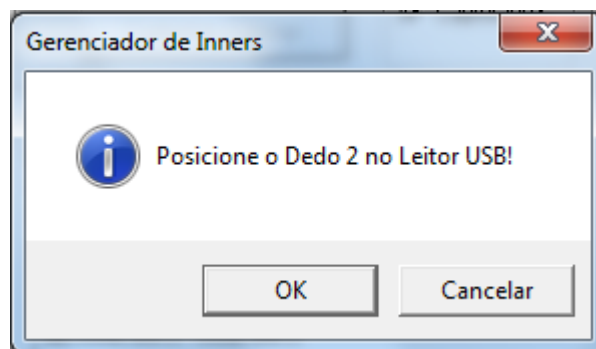 Gerenciador de Inners
Posicione o Dedo 2 no Leitor USB!
OK
Cancelar